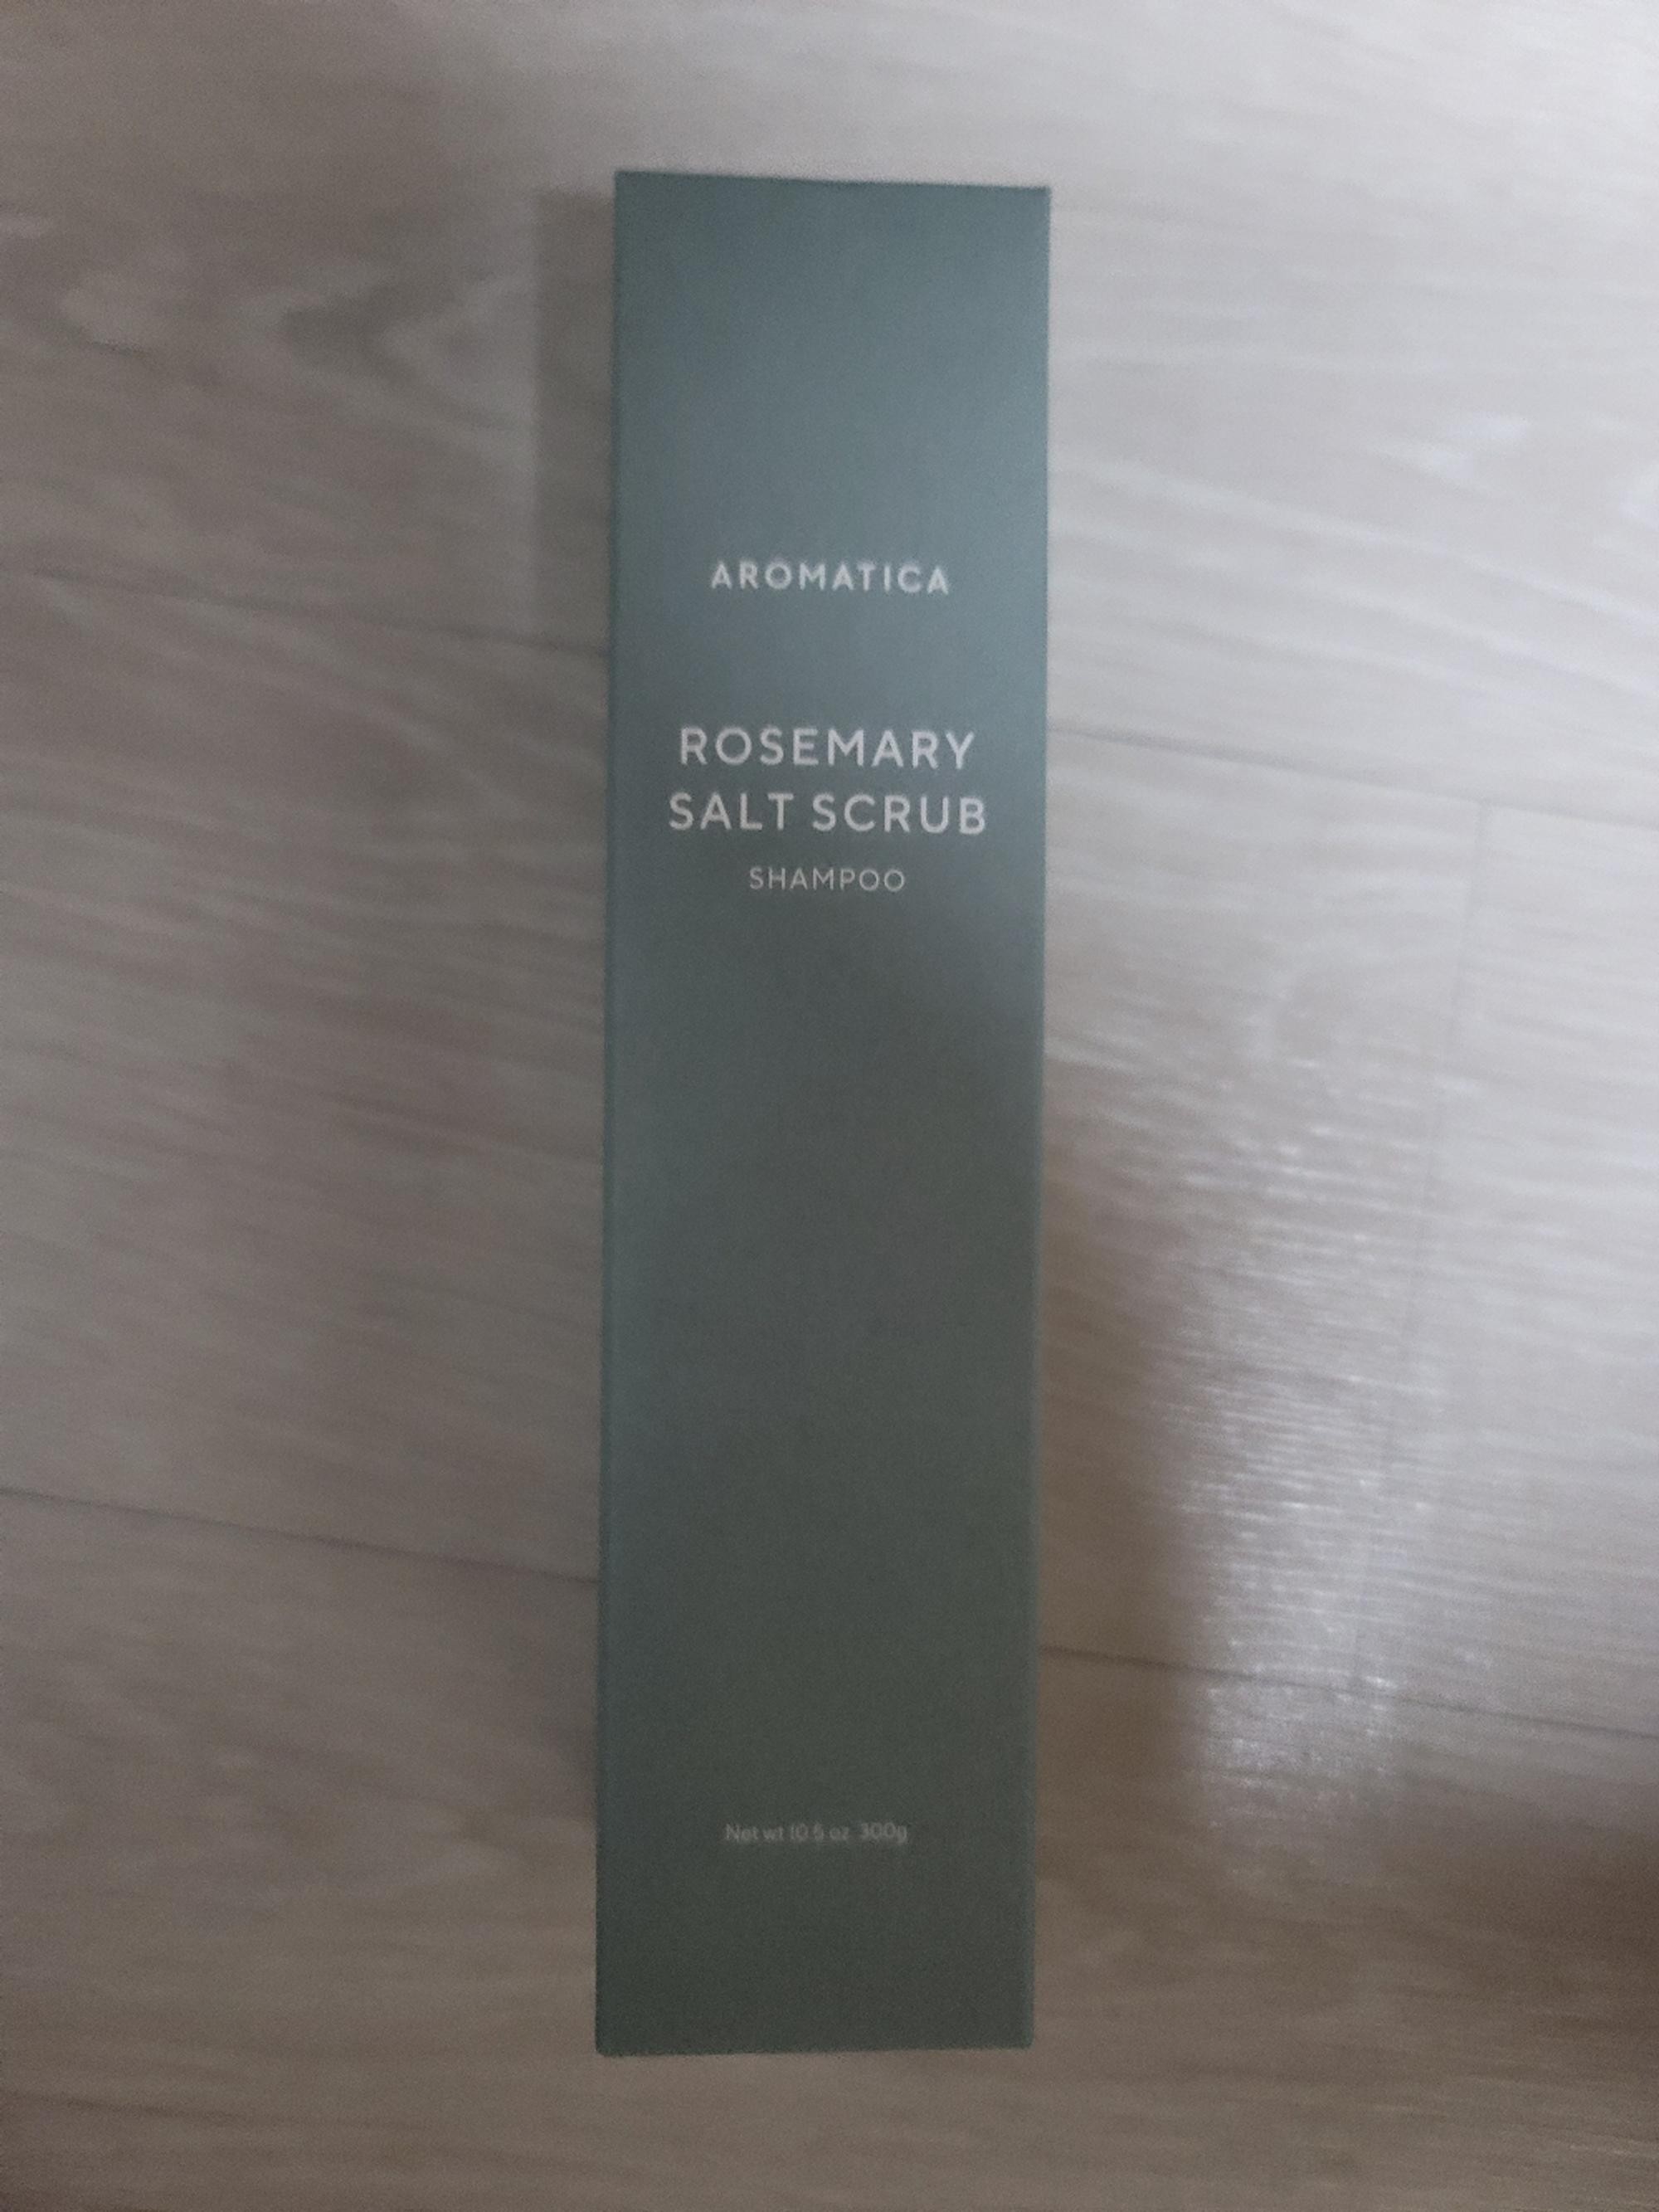 AROMATICA
ROSEMARY
SALT SCRUB
SHAMPOO
Net wt 10.5 oz 300g